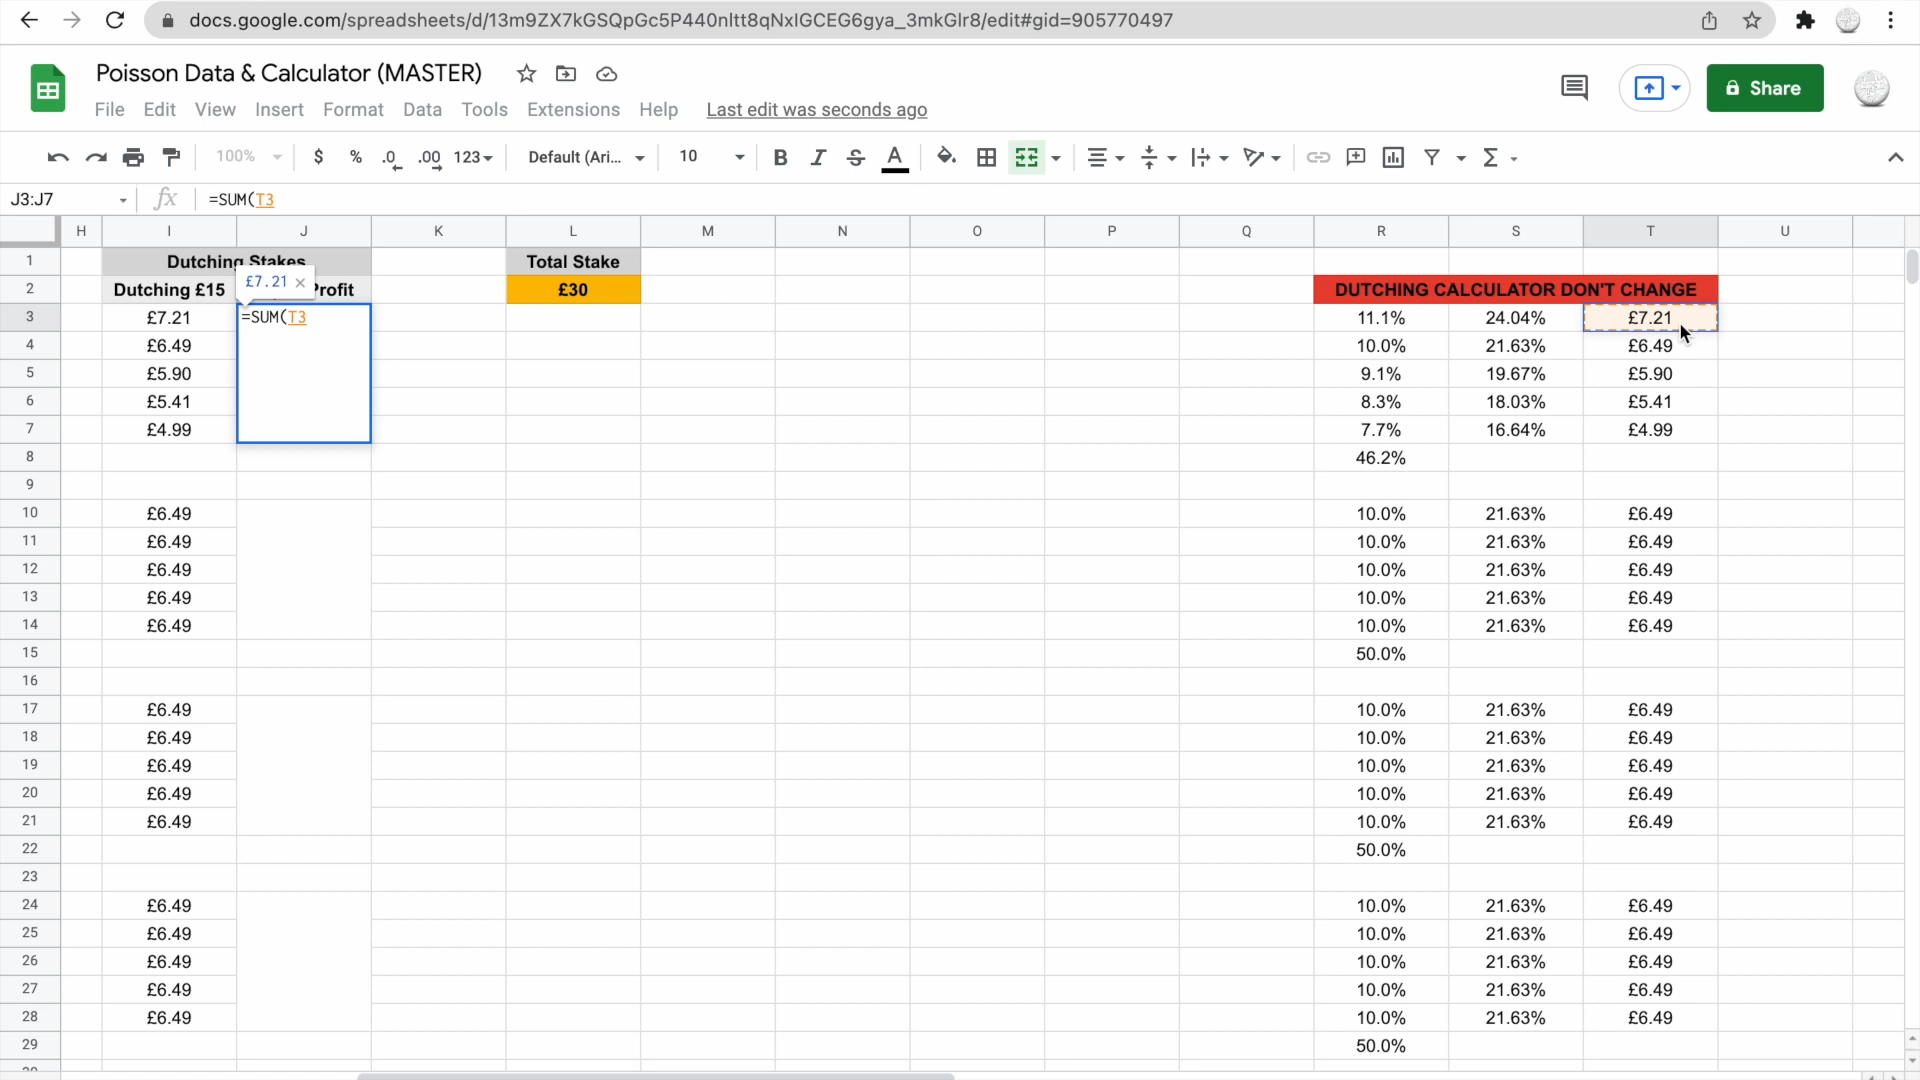 docs.google.com/spreadsheets/d/13m9ZX7kGSQpGc5P440nltt8qNxlGCEG6gya_3mkGlr8/edit#gid=905770497
Poisson Data & Calculator (MASTER)
Share
File Edit View Insert Format Data Tools Extensions Help Last edit was seconds ago
100% $ % .0 .00 123 Default (Ari... 10 B I S A Σ
J3:J7 fx =SUM(T3
H I J K L M N O P Q R S T U
1 Dutching Stakes Total Stake
£7.21 ×
2 Dutching £15 Profit £30 DUTCHING CALCULATOR DON'T CHANGE
3 £7.21 =SUM(T3 11.1% 24.04% £7.21
4 £6.49 10.0% 21.63% £6.49
5 £5.90 9.1% 19.67% £5.90
6 £5.41 8.3% 18.03% £5.41
7 £4.99 7.7% 16.64% £4.99
8 46.2%
9
10 £6.49 10.0% 21.63% £6.49
11 £6.49 10.0% 21.63% £6.49
12 £6.49 10.0% 21.63% £6.49
13 £6.49 10.0% 21.63% £6.49
14 £6.49 10.0% 21.63% £6.49
15 50.0%
16
17 £6.49 10.0% 21.63% £6.49
18 £6.49 10.0% 21.63% £6.49
19 £6.49 10.0% 21.63% £6.49
20 £6.49 10.0% 21.63% £6.49
21 £6.49 10.0% 21.63% £6.49
22 50.0%
23
24 £6.49 10.0% 21.63% £6.49
25 £6.49 10.0% 21.63% £6.49
26 £6.49 10.0% 21.63% £6.49
27 £6.49 10.0% 21.63% £6.49
28 £6.49 10.0% 21.63% £6.49
29 50.0%